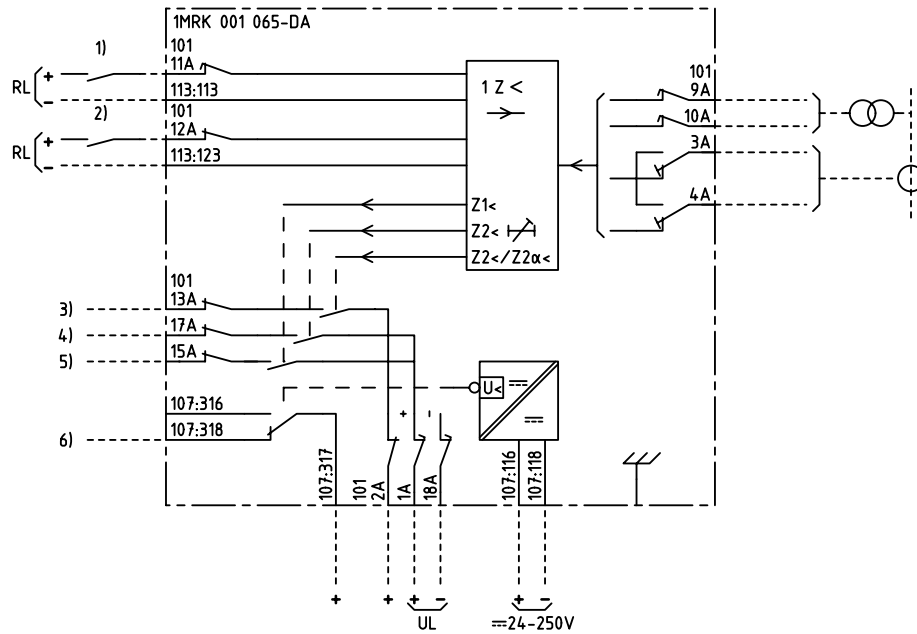 1MRK 001 065-DA
1)
101
11A
RL
+
-
113:113
2)
101
12A
RL
+
-
113:123
1 Z <
101
9A
10A
3A
4A
Z1<
Z2<
Z2</Z2α<
101
3)
13A
4)
17A
5)
15A
U<
107:316
6)
107:318
+
-
107:317
101
2A
1A
18A
107:116
107:118
+
+
+
-
+
-
UL
24-250V